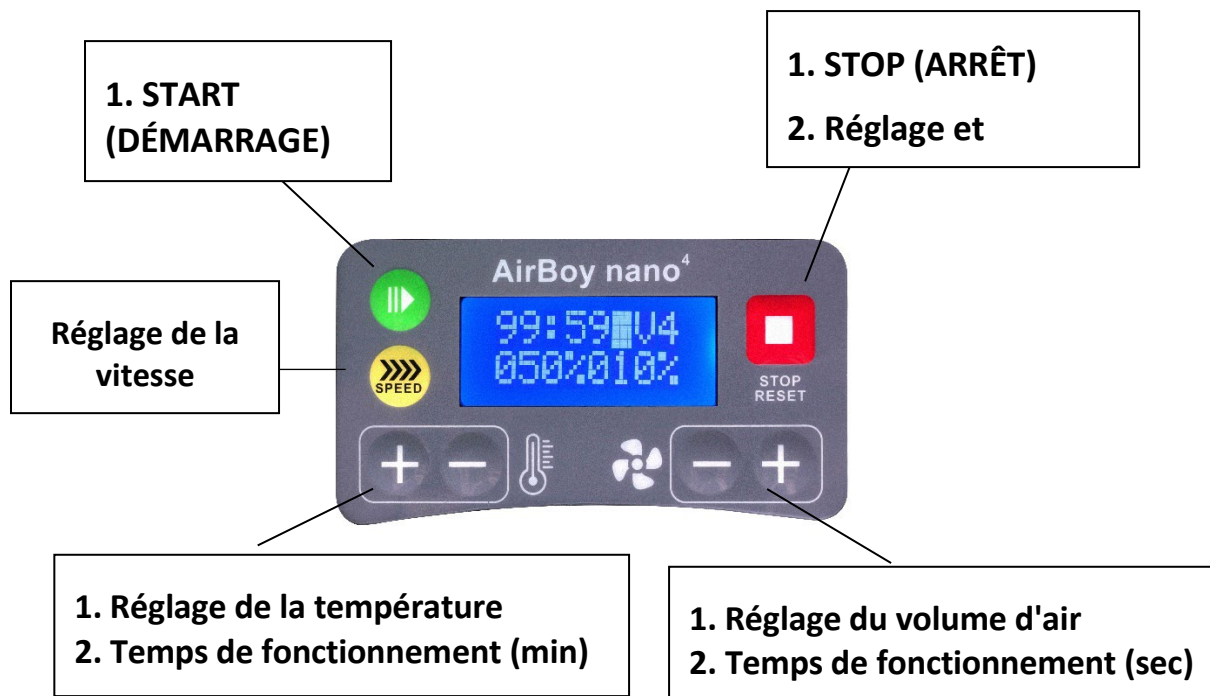 1. START
(DÉMARRAGE)
1. STOP (ARRÊT)
2. Réglage et
Réglage de la
vitesse
AirBoy nano⁴
99:59 V4
050%010%
SPEED
STOP
RESET
1. Réglage de la température
2. Temps de fonctionnement (min)
1. Réglage du volume d'air
2. Temps de fonctionnement (sec)